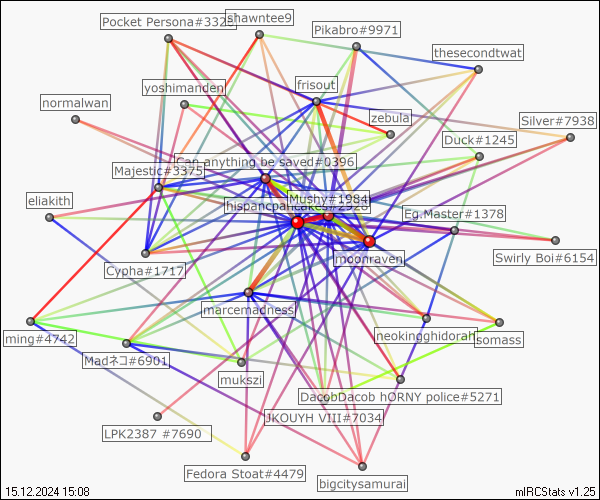 Pocket Persona#3325
shawntee9
Pikabro#9971
thesecondtwat
yoshimanden
frisout
normalwan
zebula
Silver#7938
Duck#1245
Can anything be saved#0396
Majestic#3375
Mushy#1984
eliakith
hispancpancakes#2928
Eg.Master#1378
moonraven
Swirly Boi#6154
Cypha#1717
marcemadness
ming#4742
neokingghidorah
somass
Madネコ#6901
mukszi
DacobDacob hORNY police#5271
JKOUYH VIII#7034
LPK2387 #7690
Fedora Stoat#4479
bigcitysamurai
15.12.2024 15:08
mIRCStats v1.25